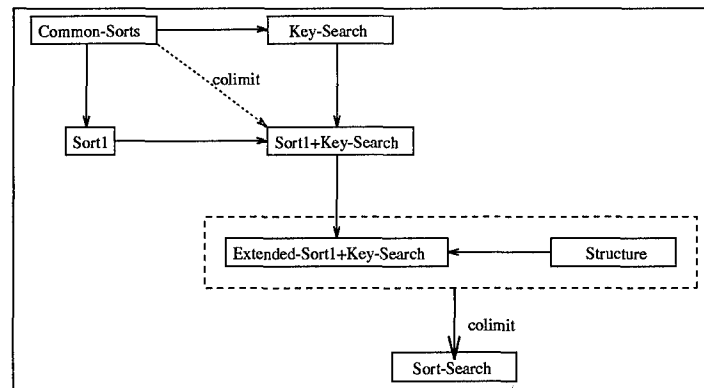 Common-Sorts
Key-Search
colimit
Sort1
Sort1+Key-Search
Extended-Sort1+Key-Search
Structure
colimit
Sort-Search